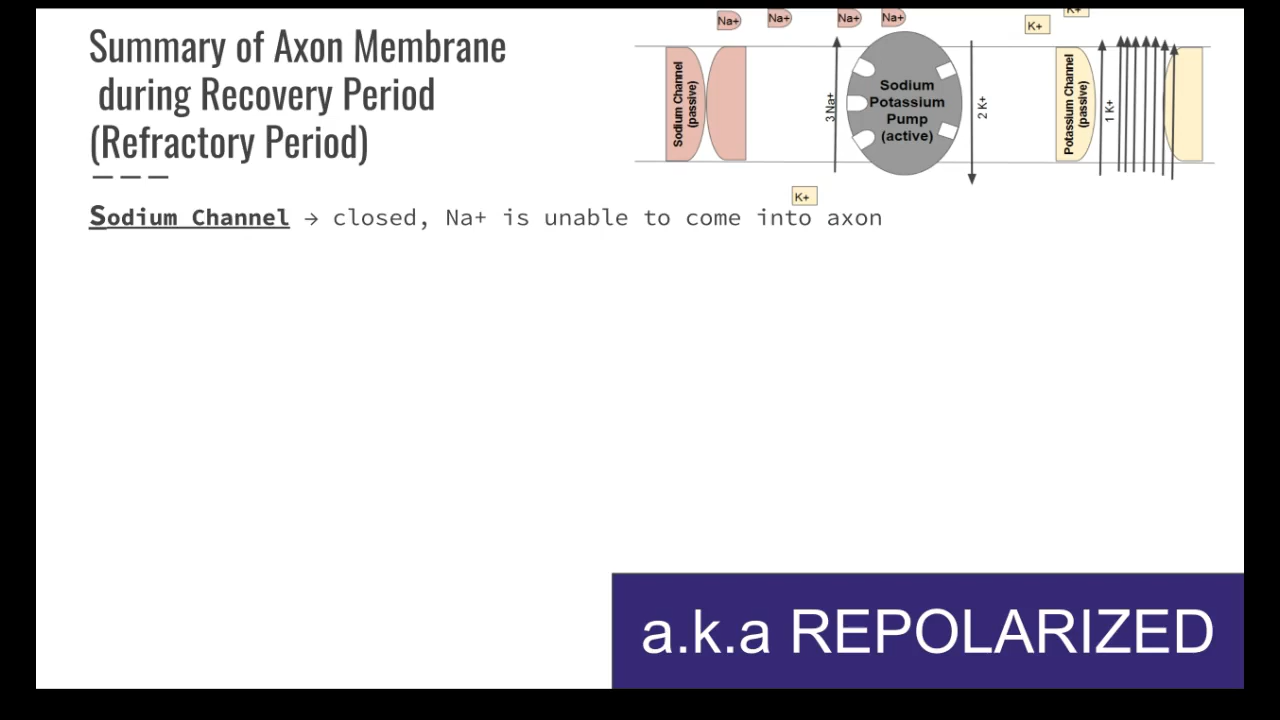 Summary of Axon Membrane
during Recovery Period
(Refractory Period)
Na+
Na+
Na+
Na+
K+
K+
Sodium Channel
(passive)
3 Na+
Sodium
Potassium
Pump
(active)
2 K+
Potassium Channel
(passive)
1 K+
K+
Sodium Channel → closed, Na+ is unable to come into axon
a.k.a REPOLARIZED